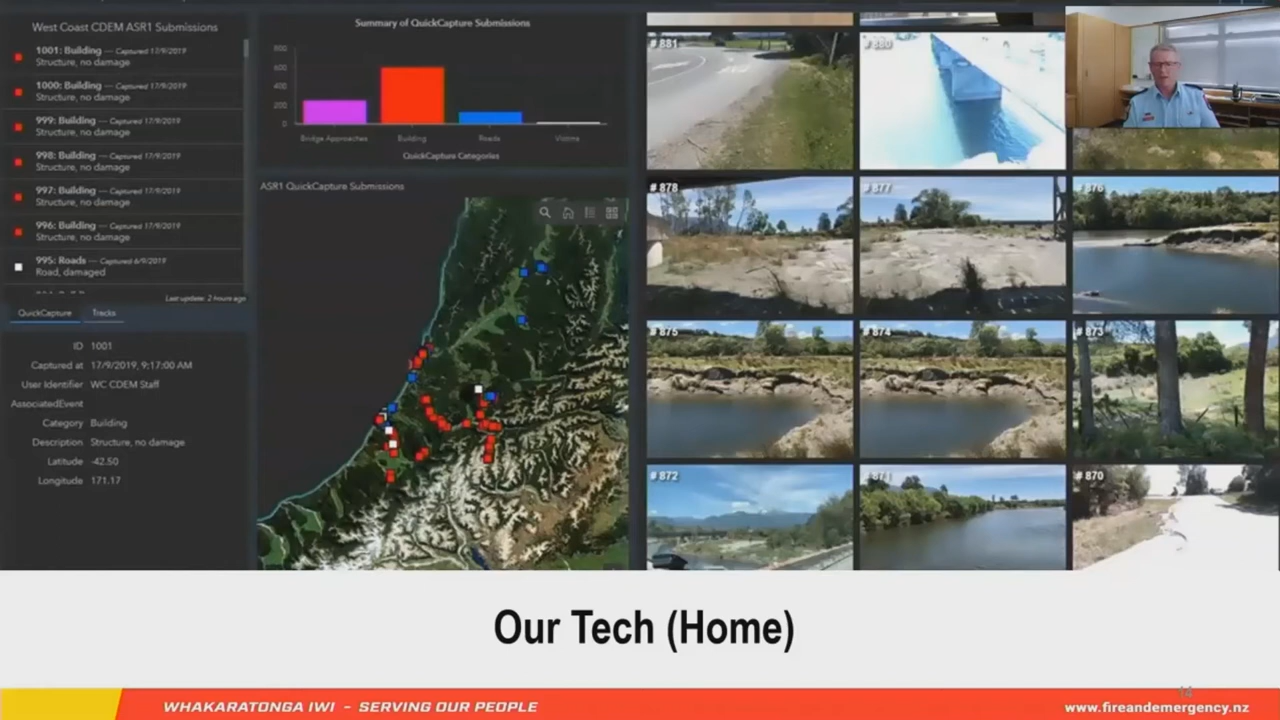 West Coast CDEM ASR1 Submissions
1001: Building — Captured 17/9/2019
Structure, no damage
1000: Building — Captured 17/9/2019
Structure, no damage
999: Building — Captured 17/9/2019
Structure, no damage
998: Building — Captured 17/9/2019
Structure, no damage
997: Building — Captured 17/9/2019
Structure, no damage
996: Building — Captured 17/9/2019
Structure, no damage
995: Roads — Captured 6/9/2019
Road, damaged
Last update: 2 hours ago
QuickCapture Tracks
ID 1001
Captured at 17/9/2019, 9:17:00 AM
User Identifier WC CDEM Staff
AssociatedEvent
Category Building
Description Structure, no damage
Latitude -42.50
Longitude 171.17
Summary of QuickCapture Submissions
800
600
400
200
0
Bridge Approaches Building Roads Victims
QuickCapture Categories
ASR1 QuickCapture Submissions
# 881 # 880
# 878 # 877 # 876
# 875 # 874 # 873
# 872 # 871 # 870
Our Tech (Home)
14
WHAKARATONGA IWI – SERVING OUR PEOPLE
www.fireandemergency.nz